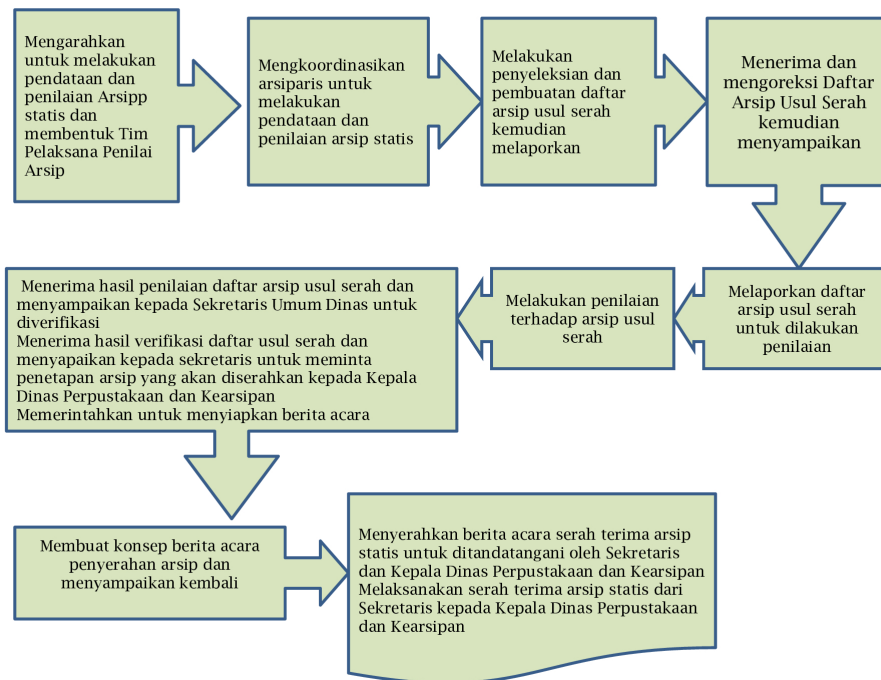 Mengarahkan
untuk melakukan
pendataan dan
penilaian Arsipp
statis dan
membentuk Tim
Pelaksana Penilai
Arsip
Mengkoordinasikan
arsiparis untuk
melakukan
pendataan dan
penilaian arsip statis
Melakukan
penyeleksian dan
pembuatan daftar
arsip usul serah
kemudian
melaporkan
Menerima dan
mengoreksi Daftar
Arsip Usul Serah
kemudian
menyampaikan
Melaporkan daftar
arsip usul serah
untuk dilakukan
penilaian
Melakukan penilaian
terhadap arsip usul
serah
Menerima hasil penilaian daftar arsip usul serah dan
menyampaikan kepada Sekretaris Umum Dinas untuk
diverifikasi
Menerima hasil verifikasi daftar usul serah dan
menyapaikan kepada sekretaris untuk meminta
penetapan arsip yang akan diserahkan kepada Kepala
Dinas Perpustakaan dan Kearsipan
Memerintahkan untuk menyiapkan berita acara
Membuat konsep berita acara
penyerahan arsip dan
menyampaikan kembali
Menyerahkan berita acara serah terima arsip
statis untuk ditandatangani oleh Sekretaris
dan Kepala Dinas Perpustakaan dan Kearsipan
Melaksanakan serah terima arsip statis dari
Sekretaris kepada Kepala Dinas Perpustakaan
dan Kearsipan